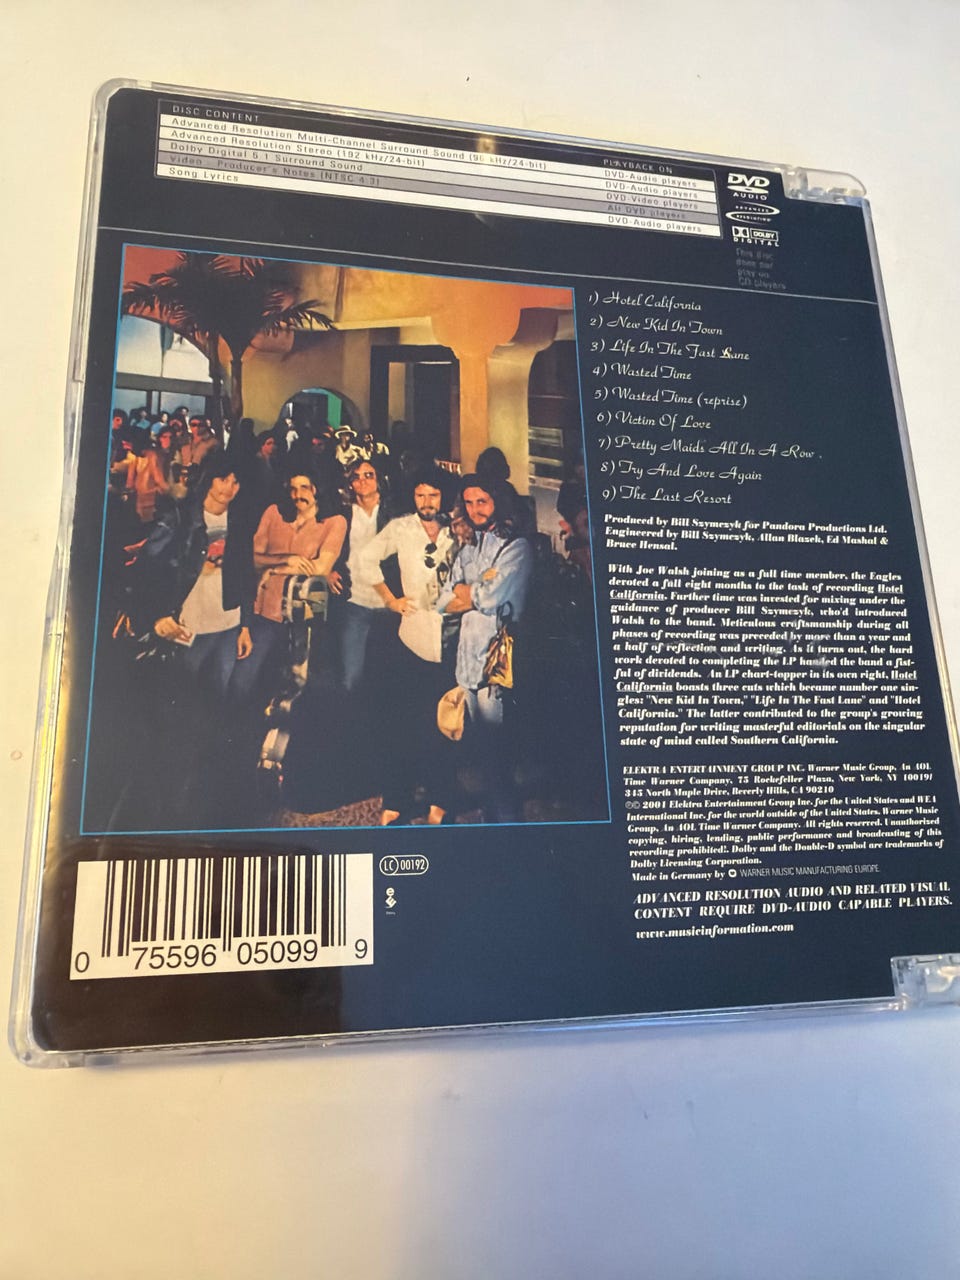 DISC CONTENT PLAYBACK ON
Advanced Resolution Multi-Channel Surround Sound (96 kHz/24-bit) DVD-Audio players
Advanced Resolution Stereo (192 kHz/24-bit) DVD-Audio players
Dolby Digital 5.1 Surround Sound DVD-Video players
Video - Producer's Notes (NTSC 4:3) All DVD players
Song Lyrics DVD-Audio players
DVD
AUDIO
ADVANCED
RESOLUTION
DOLBY
DIGITAL
This disc
does not
play on
CD players
1) Hotel California
2) New Kid In Town
3) Life In The Fast Lane
4) Wasted Time
5) Wasted Time (reprise)
6) Victim Of Love
7) Pretty Maids All In A Row
8) Try And Love Again
9) The Last Resort
Produced by Bill Szymczyk for Pandora Productions Ltd.
Engineered by Bill Szymczyk, Allan Blazek, Ed Mashal &
Bruce Hensal.
With Joe Walsh joining as a full time member, the Eagles
devoted a full eight months to the task of recording Hotel
California. Further time was invested for mixing under the
guidance of producer Bill Szymczyk, who'd introduced
Walsh to the band. Meticulous craftsmanship during all
phases of recording was preceded by more than a year and
a half of reflection and writing. As it turns out, the hard
work devoted to completing the LP handed the band a fist-
ful of dividends. An LP chart-topper in its own right, Hotel
California boasts three cuts which became number one sin-
gles: "New Kid In Town," "Life In The Fast Lane" and "Hotel
California." The latter contributed to the group's growing
reputation for writing masterful editorials on the singular
state of mind called Southern California.
ELEKTRA ENTERTAINMENT GROUP INC. Warner Music Group, An AOL
Time Warner Company, 75 Rockefeller Plaza, New York, NY 10019/
345 North Maple Drive, Beverly Hills, CA 90210
℗© 2001 Elektra Entertainment Group Inc. for the United States and WEA
International Inc. for the world outside of the United States. Warner Music
Group, An AOL Time Warner Company. All rights reserved. Unauthorized
copying, hiring, lending, public performance and broadcasting of this
recording prohibited!. Dolby and the Double-D symbol are trademarks of
Dolby Licensing Corporation.
Made in Germany by WARNER MUSIC MANUFACTURING EUROPE
ADVANCED RESOLUTION AUDIO AND RELATED VISUAL
CONTENT REQUIRE DVD-AUDIO CAPABLE PLAYERS.
www.musicinformation.com
LC 00192
0 75596 05099 9